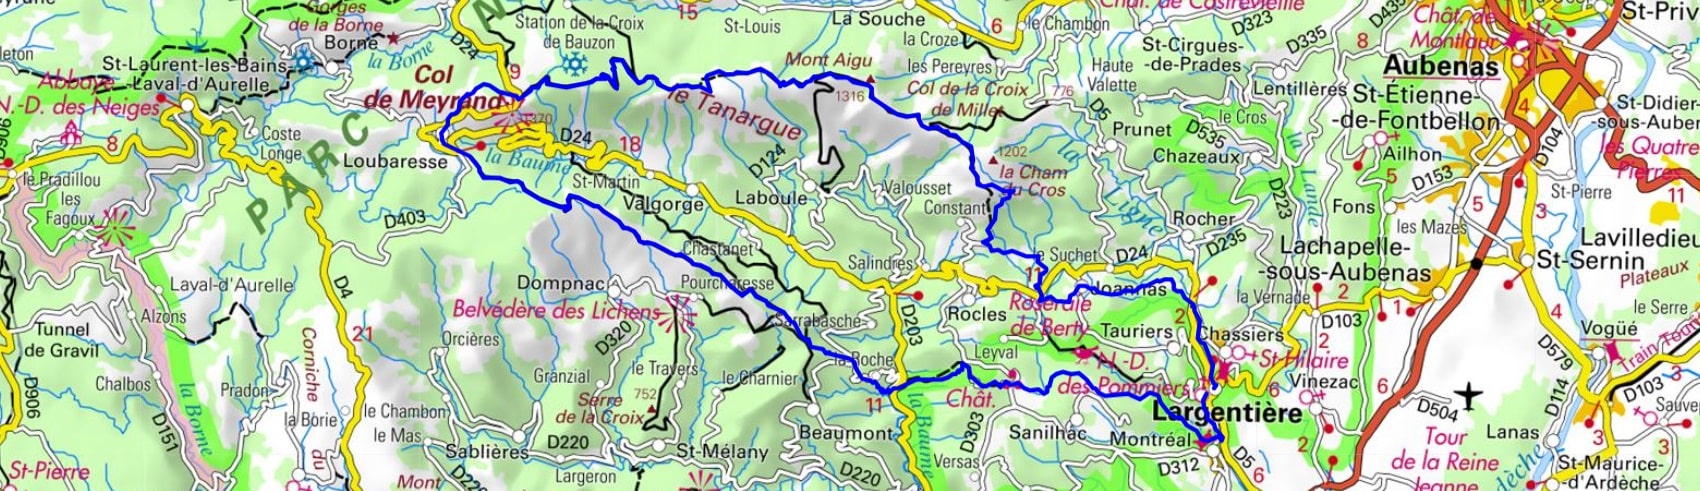 Gorges
de la Borne
Borne
la Borne
D24
N
Station de la Croix
de Bauzon
15
St-Louis
La Souche
la Croze
6
le Chambon
Chât. de Castrevieille
D323
D335
8
Chât. de
Montlaur
Aubenas
St-Priv
St-Laurent-les-Bains-
-Laval-d'Aurelle
Abbaye
N.-D. des Neiges
Col
de Meyrand
9
1370
Mont Aigu
1316
les Pereyres
Col de la Croix
de Millet
776
Haute
Valette
St-Cirgues-
-de-Prades
Lentillères
St-Étienne-
-de-Fontbellon
4
St-Didier-
-sous-Auben
D104
les Quatre
Pierres
D906
8
Coste
Longe
PARC
Loubaresse
la Baume
D24
18
le Tanargue
D124
D5
Prunet
D535
le Cros
Chazeaux
la Lande
Ailhon
5
D153
St-Pierre
11
le Pradillou
les
Fagoux
D403
St-Martin
Valgorge
Laboule
Valousset
Constant
1202
la Cham
du Cros
la Ligne
Rocher
D223
D235
Fons
les Mazes
5
3
Lavilledieu
Plateaux
Chastanet
Salindres
le Suchet
D24
11
Joannas
Lachapelle-
-sous-Aubenas
St-Sernin
Laval-d'Aurelle
D4
Dompnac
Pourcharesse
Belvédère des Lichens
Sarrabasche
D203
Rocles
Roseraie
de Berty
Tauriers
2
la Vernade
2
1
1
D103
2
4
le Serre
Vogüé
Train
Alzons
Tunnel
de Gravil
21
Corniche
du
Orcières
D320
le Travers
la Roche
Leyval
N.-D.
des Pommiers
Chassiers
St-Hilaire
6
Vinezac
6
D579
D114
D103
3
Chalbos
la Borne
Pradon
la Borie
Granzial
Serre
de la Croix
752
le Charnier
11
Chât.
Largentière
D504
Sauve
D906
D151
le Chambon
le Mas
Sablières
D220
St-Mélany
Beaumont
la Baume
D303
Sanilhac
Montréal
2
Tour
de la Reine
Jeanne
Lanas
3
3
St-Pierre
Mont
Largeron
D220
Versas
D312
D5
6
St-Maurice-
-d'Ardèche